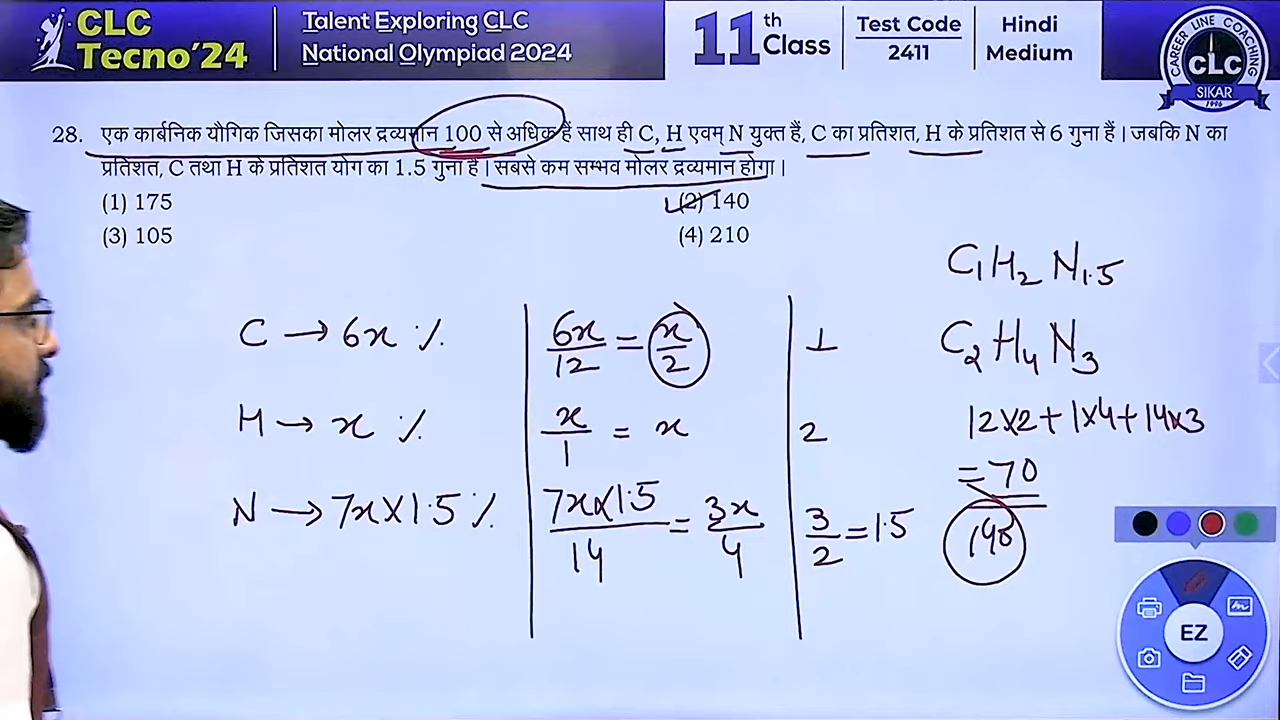 CLC
Tecno'24
Talent Exploring CLC
National Olympiad 2024
11th Class
Test Code
2411
Hindi
Medium
CAREER LINE COACHING
CLC
SIKAR
1996
28. एक कार्बनिक यौगिक जिसका मोलर द्रव्यमान 100 से अधिक हैं साथ ही C, H एवम् N युक्त हैं, C का प्रतिशत, H के प्रतिशत से 6 गुना हैं। जबकि N का
प्रतिशत, C तथा H के प्रतिशत योग का 1.5 गुना है। सबसे कम सम्भव मोलर द्रव्यमान होगा।
(1) 175
(2) 140
(3) 105
(4) 210
C₁H₂N₁.₅
C → 6x %
6x/12 = x/2
1
C₂H₄N₃
H → x %
x/1 = x
2
12×2+1×4+14×3
=70
N → 7x×1.5 %
7x×1.5/14 = 3x/4
3/2 = 1.5
140
EZ